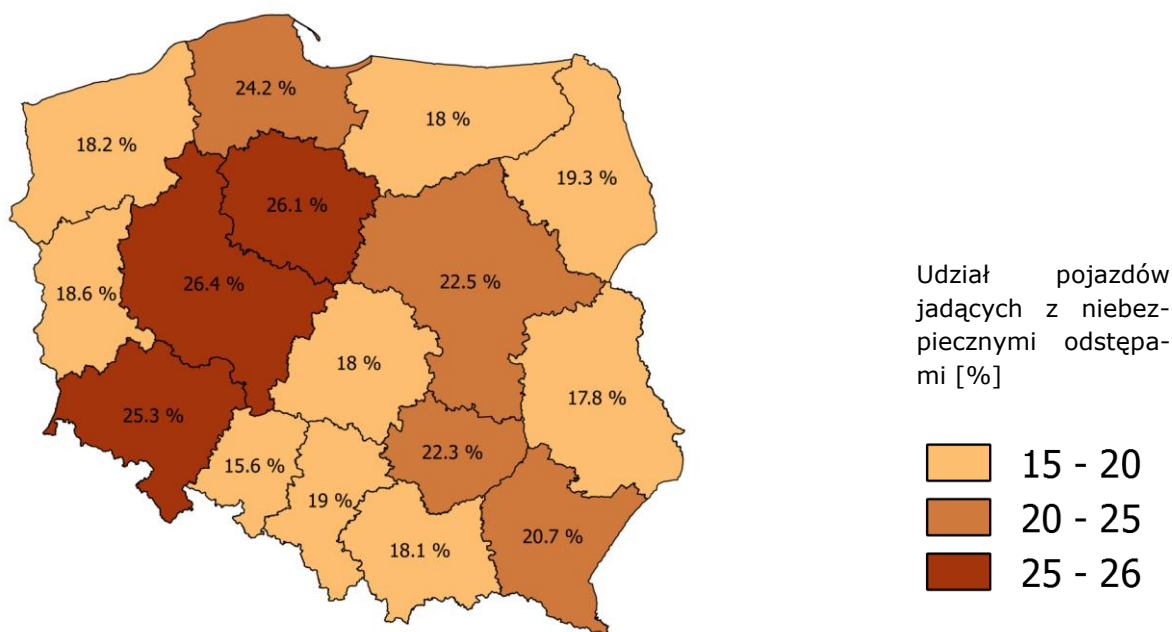 24.2 %
18.2 %
18 %
19.3 %
26.1 %
26.4 %
22.5 %
18.6 %
18 %
17.8 %
25.3 %
22.3 %
15.6 %
19 %
20.7 %
18.1 %
Udział pojazdów
jadących z niebez-
piecznymi odstępa-
mi [%]
15 - 20
20 - 25
25 - 26